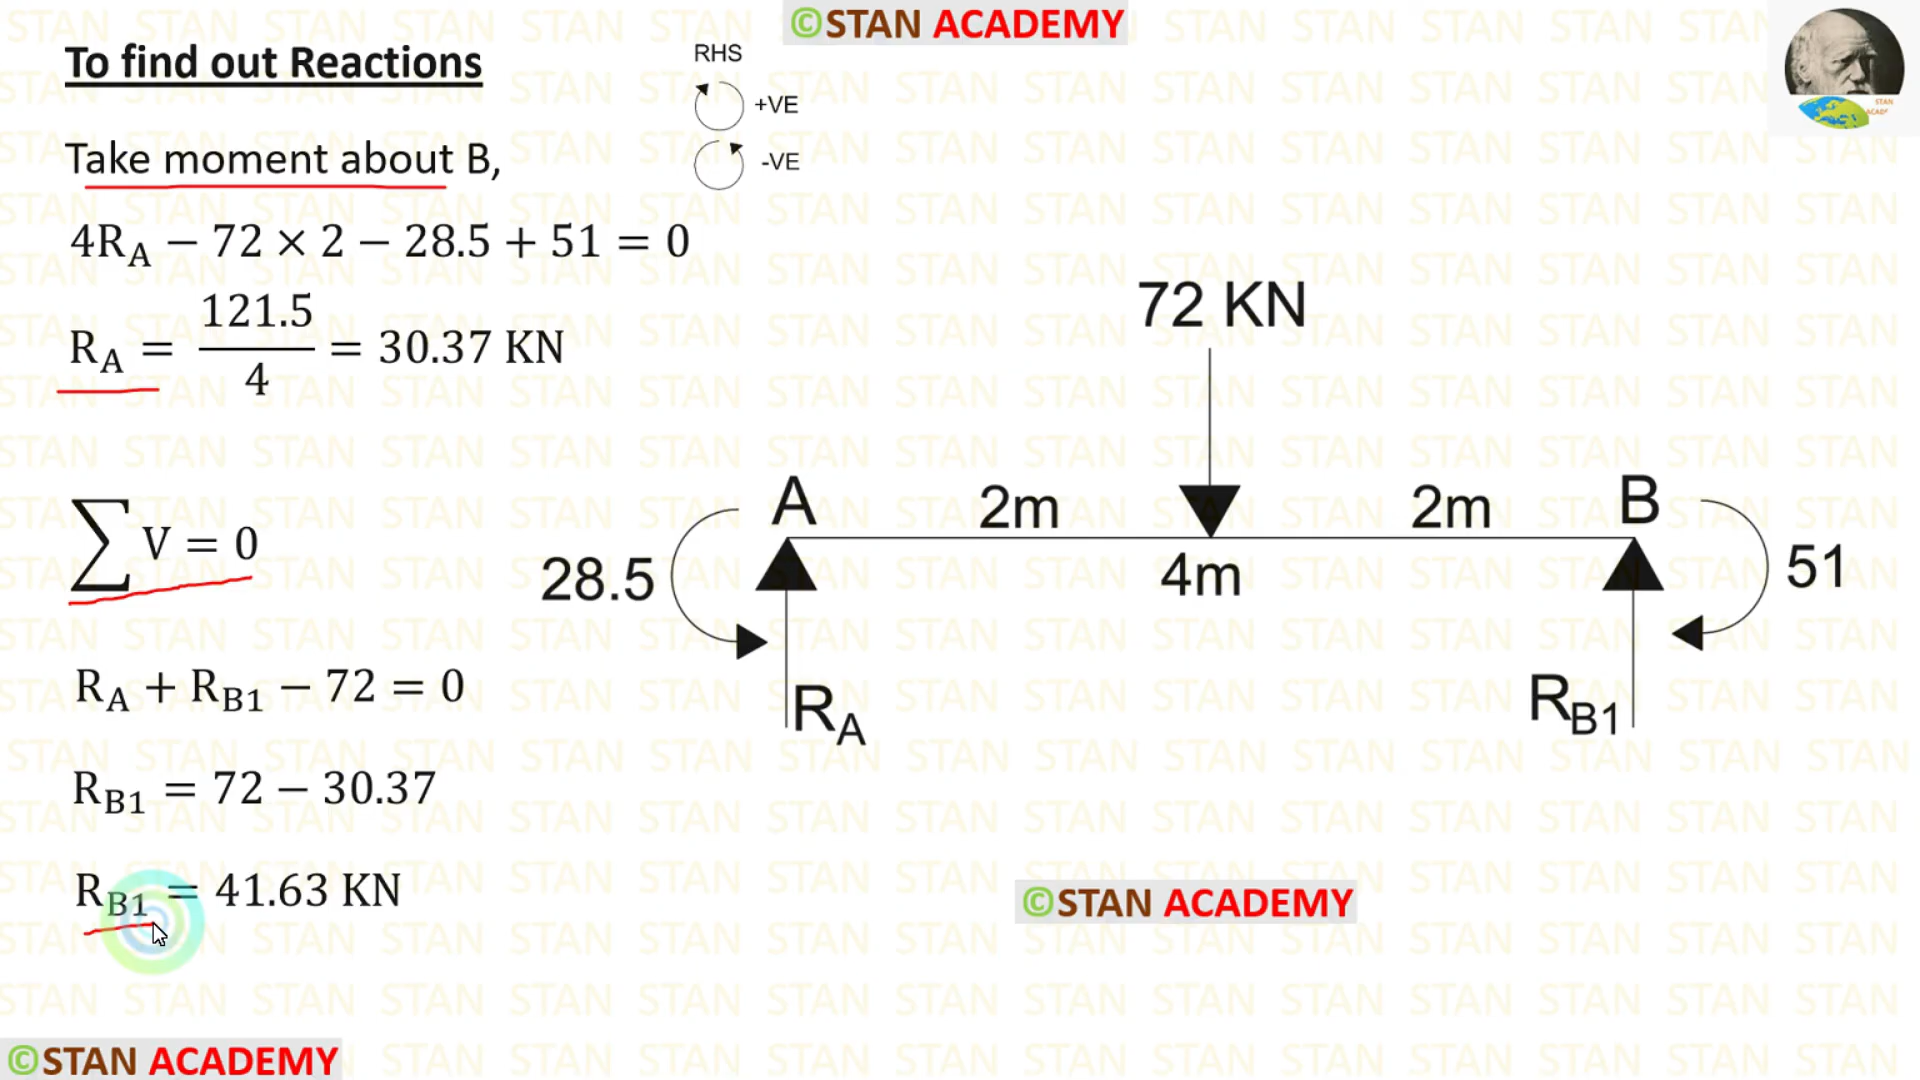 ©STAN ACADEMY
To find out Reactions
RHS
+VE
-VE
Take moment about B,
4R_A − 72 × 2 − 28.5 + 51 = 0
R_A = 121.5/4 = 30.37 KN
∑ V = 0
R_A + R_B1 − 72 = 0
R_B1 = 72 − 30.37
R_B1 = 41.63 KN
72 KN
A 2m 2m B
28.5 4m 51
R_A R_B1
©STAN ACADEMY
©STAN ACADEMY
STAN